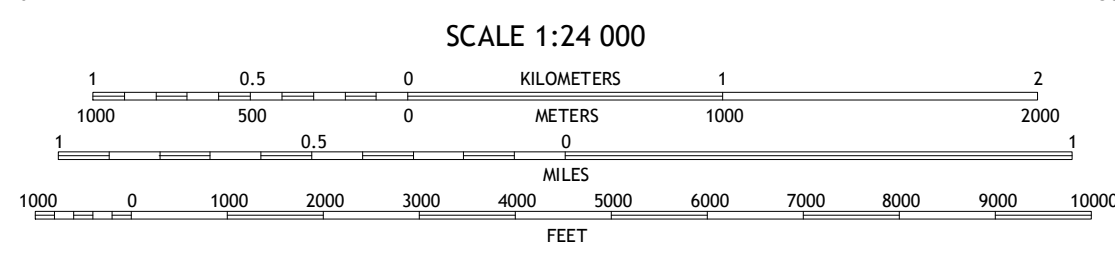 SCALE 1:24 000
1 0.5 0 KILOMETERS 1 2
1000 500 0 METERS 1000 2000
1 0.5 0 1
MILES
1000 0 1000 2000 3000 4000 5000 6000 7000 8000 9000 10000
FEET